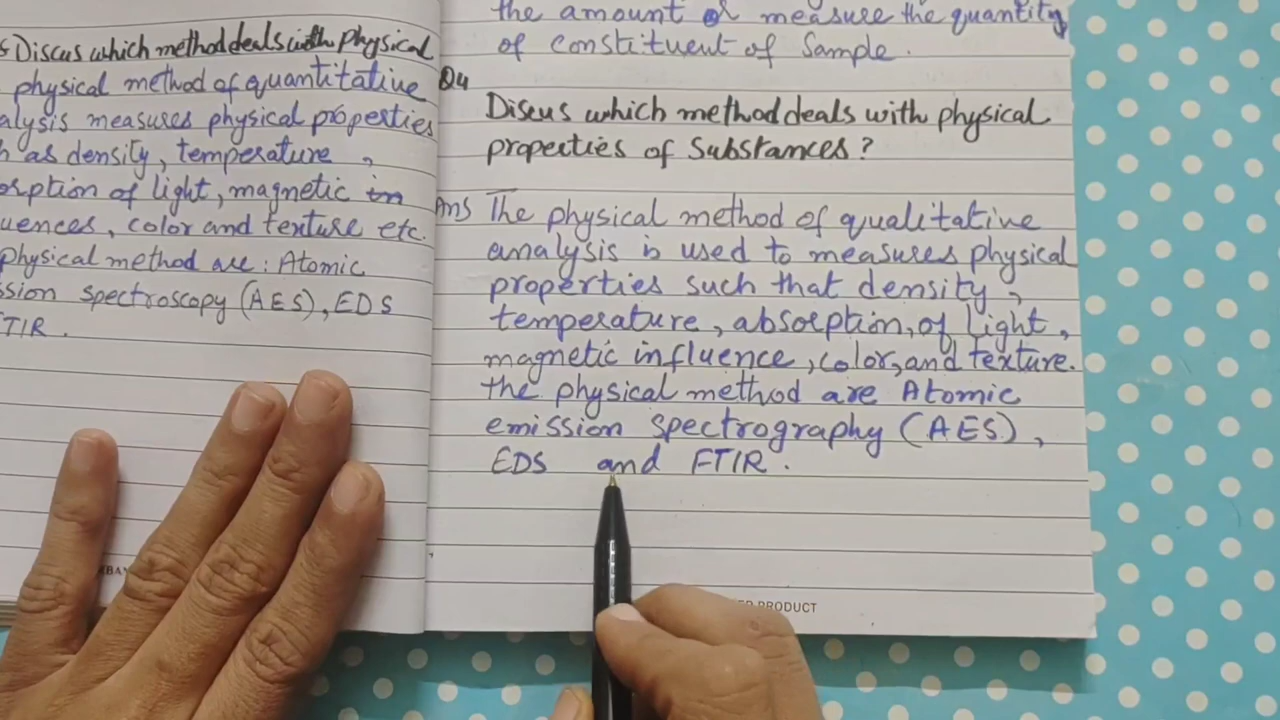 Discus which method deals with physical
physical method of quantitative
alysis measures physical properties
as density, temperature,
orption of light, magnetic in
uences, color and texture etc.
Physical method are: Atomic
ssion spectroscopy (AES), EDS
FTIR.
the amount of measure the quantity
of constituent of Sample.
Q4
Discus which method deals with physical
properties of Substances?
Ans The physical method of qualitative
analysis is used to measures physical
properties such that density,
temperature, absorption, of light,
magnetic influence, color, and texture.
the physical method are Atomic
emission spectrography (AES),
EDS and FTIR.
PRODUCT